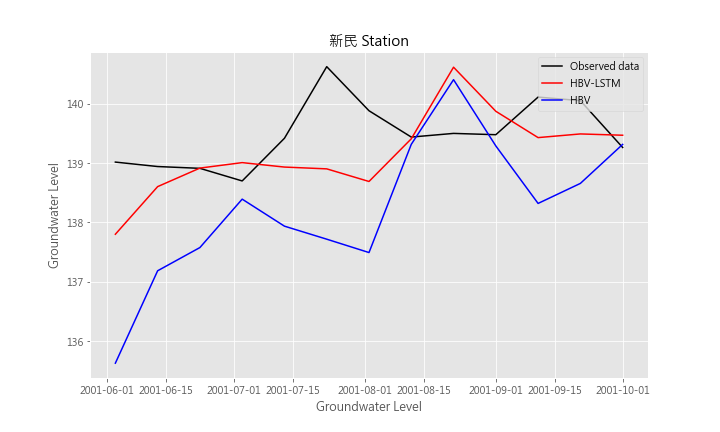 新民 Station
Observed data
HBV-LSTM
HBV
Groundwater Level
140
139
138
137
136
2001-06-01 2001-06-15 2001-07-01 2001-07-15 2001-08-01 2001-08-15 2001-09-01 2001-09-15 2001-10-01
Groundwater Level